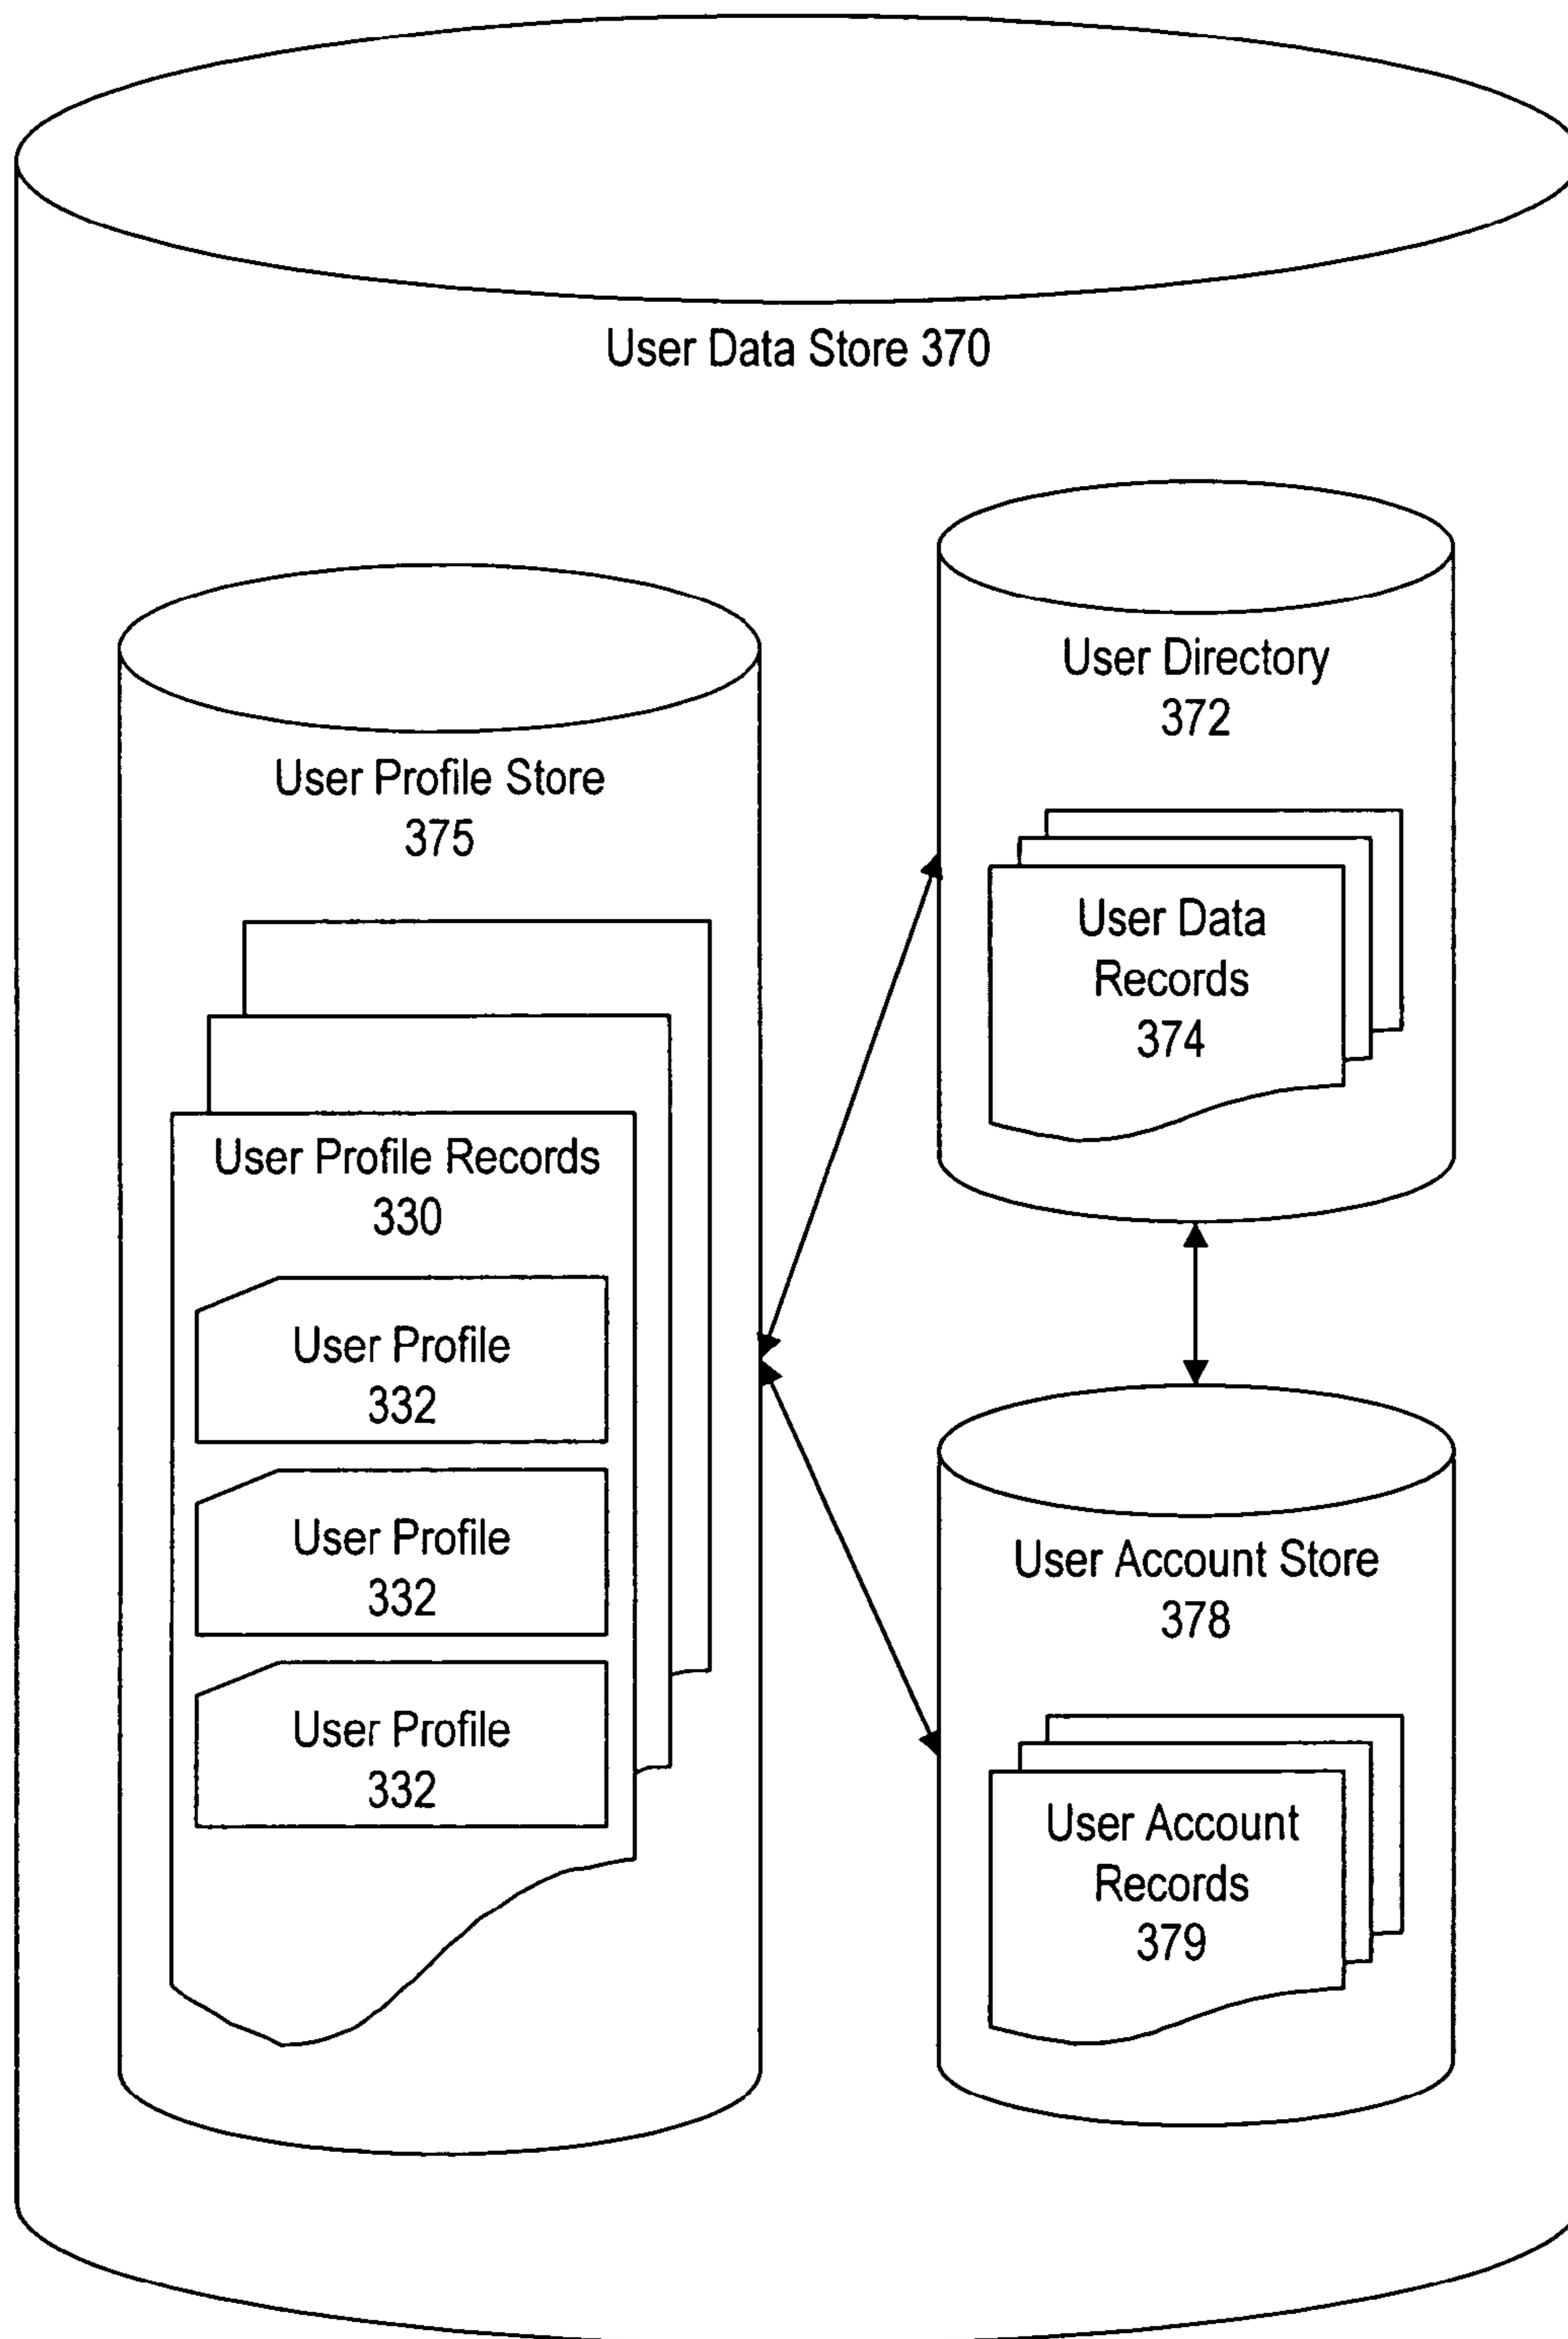 User Data Store 370
User Profile Store
375
User Profile Records
330
User Profile
332
User Profile
332
User Profile
332
User Directory
372
User Data
Records
374
User Account Store
378
User Account
Records
379